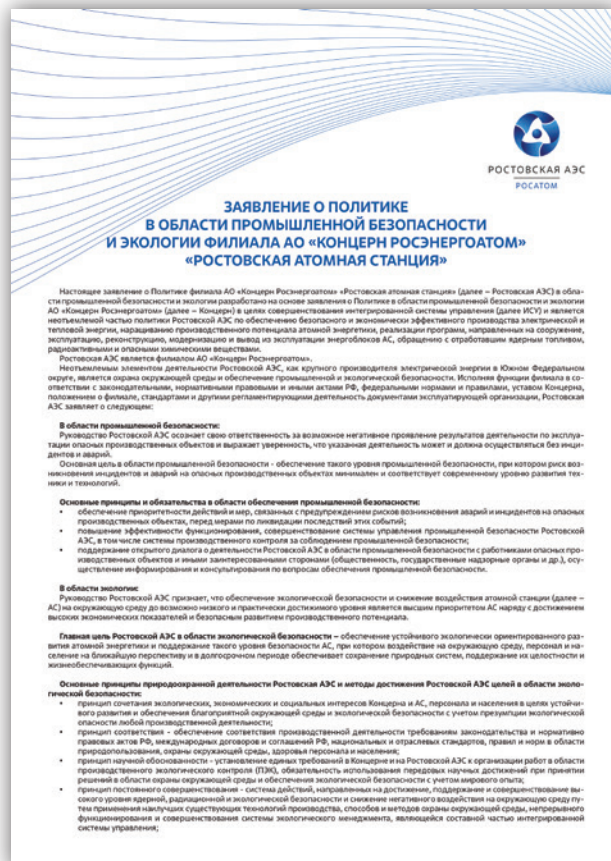 РОСТОВСКАЯ АЭС
РОСАТОМ
ЗАЯВЛЕНИЕ О ПОЛИТИКЕ
В ОБЛАСТИ ПРОМЫШЛЕННОЙ БЕЗОПАСНОСТИ
И ЭКОЛОГИИ ФИЛИАЛА АО «КОНЦЕРН РОСЭНЕРГОАТОМ»
«РОСТОВСКАЯ АТОМНАЯ СТАНЦИЯ»
Настоящее заявление о Политике филиала АО «Концерн Росэнергоатом» «Ростовская атомная станция» (далее – Ростовская АЭС) в обла-
сти промышленной безопасности и экологии разработано на основе заявления о Политике в области промышленной безопасности и экологии
АО «Концерн Росэнергоатом» (далее – Концерн) в целях совершенствования интегрированной системы управления (далее ИСУ) и является
неотъемлемой частью политики Ростовской АЭС по обеспечению безопасного и экономически эффективного производства электрической и
тепловой энергии, наращиванию производственного потенциала атомной энергетики, реализации программ, направленных на сооружение,
эксплуатацию, реконструкцию, модернизацию и вывод из эксплуатации энергоблоков АС, обращению с отработавшим ядерным топливом,
радиоактивными и опасными химическими веществами.
Ростовская АЭС является филиалом АО «Концерн Росэнергоатом».
Неотъемлемым элементом деятельности Ростовской АЭС, как крупного производителя электрической энергии в Южном Федеральном
округе, является охрана окружающей среды и обеспечение промышленной и экологической безопасности. Исполняя функции филиала в со-
ответствии с законодательными, нормативными правовыми и иными актами РФ, федеральными нормами и правилами, уставом Концерна,
положением о филиале, стандартами и другими регламентирующими деятельность документами эксплуатирующей организации, Ростовская
АЭС заявляет о следующем:
В области промышленной безопасности:
Руководство Ростовской АЭС осознает свою ответственность за возможное негативное проявление результатов деятельности по эксплуа-
тации опасных производственных объектов и выражает уверенность, что указанная деятельность может и должна осуществляться без инци-
дентов и аварий.
Основная цель в области промышленной безопасности - обеспечение такого уровня промышленной безопасности, при котором риск воз-
никновения инцидентов и аварий на опасных производственных объектах минимален и соответствует современному уровню развития тех-
ники и технологий.
Основные принципы и обязательства в области обеспечения промышленной безопасности:
• обеспечение приоритетности действий и мер, связанных с предупреждением рисков возникновения аварий и инцидентов на опасных
производственных объектах, перед мерами по ликвидации последствий этих событий;
• повышение эффективности функционирования, совершенствование системы управления промышленной безопасности Ростовской
АЭС, в том числе системы производственного контроля за соблюдением промышленной безопасности;
• поддержание открытого диалога о деятельности Ростовской АЭС в области промышленной безопасности с работниками опасных про-
изводственных объектов и иными заинтересованными сторонами (общественность, государственные надзорные органы и др.), осу-
ществление информирования и консультирования по вопросам обеспечения промышленной безопасности.
В области экологии:
Руководство Ростовской АЭС признает, что обеспечение экологической безопасности и снижение воздействия атомной станции (далее –
АС) на окружающую среду до возможно низкого и практически достижимого уровня является высшим приоритетом АС наряду с достижением
высоких экономических показателей и безопасным развитием производственного потенциала.
Главная цель Ростовской АЭС в области экологической безопасности – обеспечение устойчивого экологически ориентированного раз-
вития атомной энергетики и поддержание такого уровня безопасности АС, при котором воздействие на окружающую среду, персонал и на-
селение на ближайшую перспективу и в долгосрочном периоде обеспечивает сохранение природных систем, поддержание их целостности и
жизнеобеспечивающих функций.
Основные принципы природоохранной деятельности Ростовская АЭС и методы достижения Ростовской АЭС целей в области эколо-
гической безопасности:
• принцип сочетания экологических, экономических и социальных интересов Концерна и АС, персонала и населения в целях устойчи-
вого развития и обеспечения благоприятной окружающей среды и экологической безопасности с учетом презумпции экологической
опасности любой производственной деятельности;
• принцип соответствия - обеспечение соответствия производственной деятельности требованиям законодательства и нормативно
правовых актов РФ, международных договоров и соглашений РФ, национальных и отраслевых стандартов, правил и норм в области
природопользования, охраны окружающей среды, здоровья персонала и населения;
• принцип научной обоснованности - установление единых требований в Концерне и на Ростовской АЭС к организации работ в области
производственного экологического контроля (ПЭК), обязательность использования передовых научных достижений при принятии
решений в области охраны окружающей среды и обеспечения экологической безопасности с учетом мирового опыта;
• принцип постоянного совершенствования - система действий, направленных на достижение, поддержание и совершенствование вы-
сокого уровня ядерной, радиационной и экологической безопасности и снижение негативного воздействия на окружающую среду пу-
тем применения наилучших существующих технологий производства, способов и методов охраны окружающей среды, непрерывного
функционирования и совершенствования системы экологического менеджмента, являющейся составной частью интегрированной
системы управления;